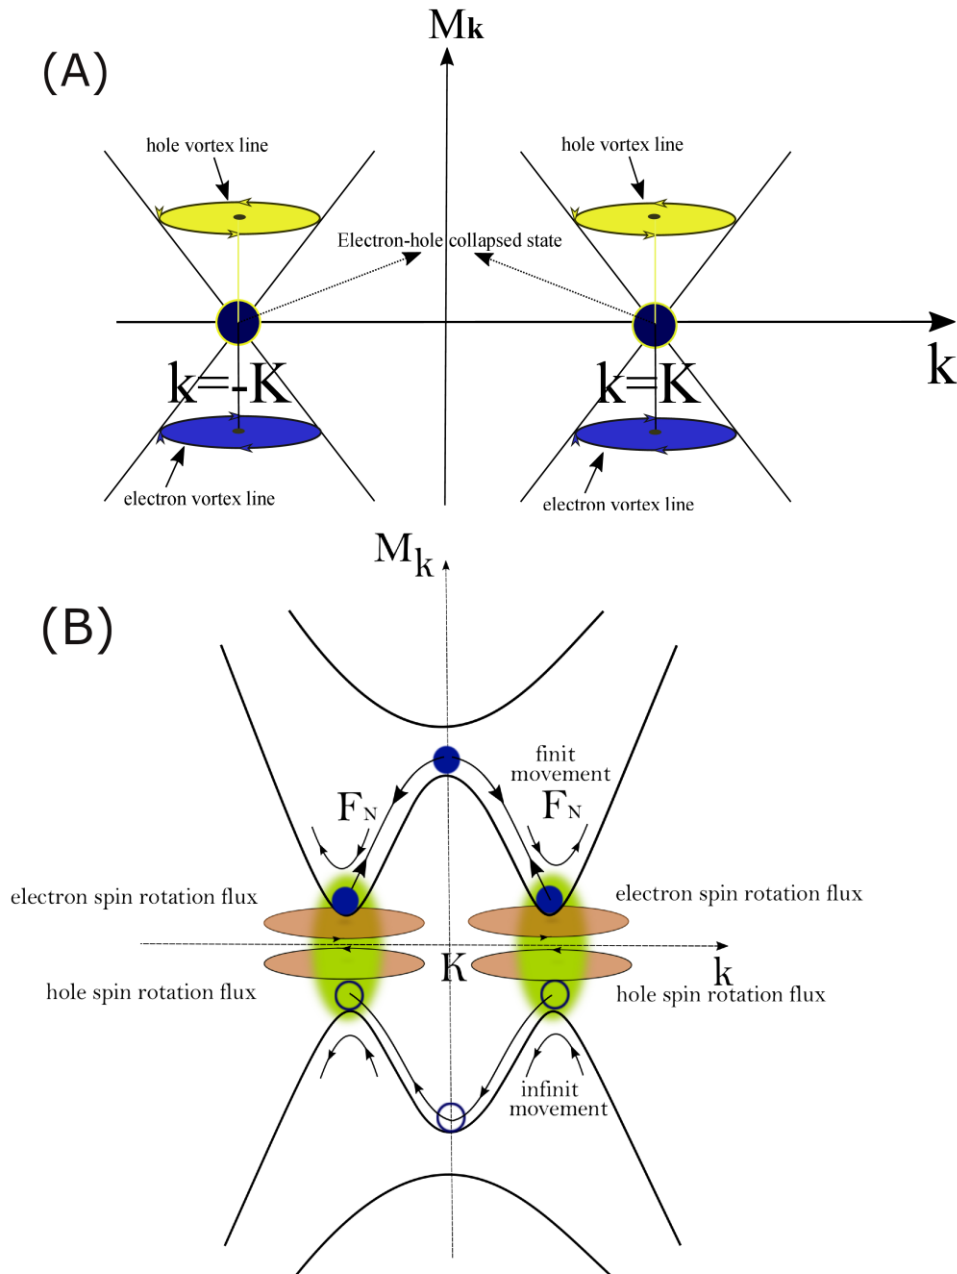 Mk
(A)
hole vortex line
hole vortex line
Electron-hole collapsed state
k=-K
k=K
k
electron vortex line
electron vortex line
Mk
(B)
finit
movement
FN
FN
electron spin rotation flux
electron spin rotation flux
K
k
hole spin rotation flux
hole spin rotation flux
infinit
movement